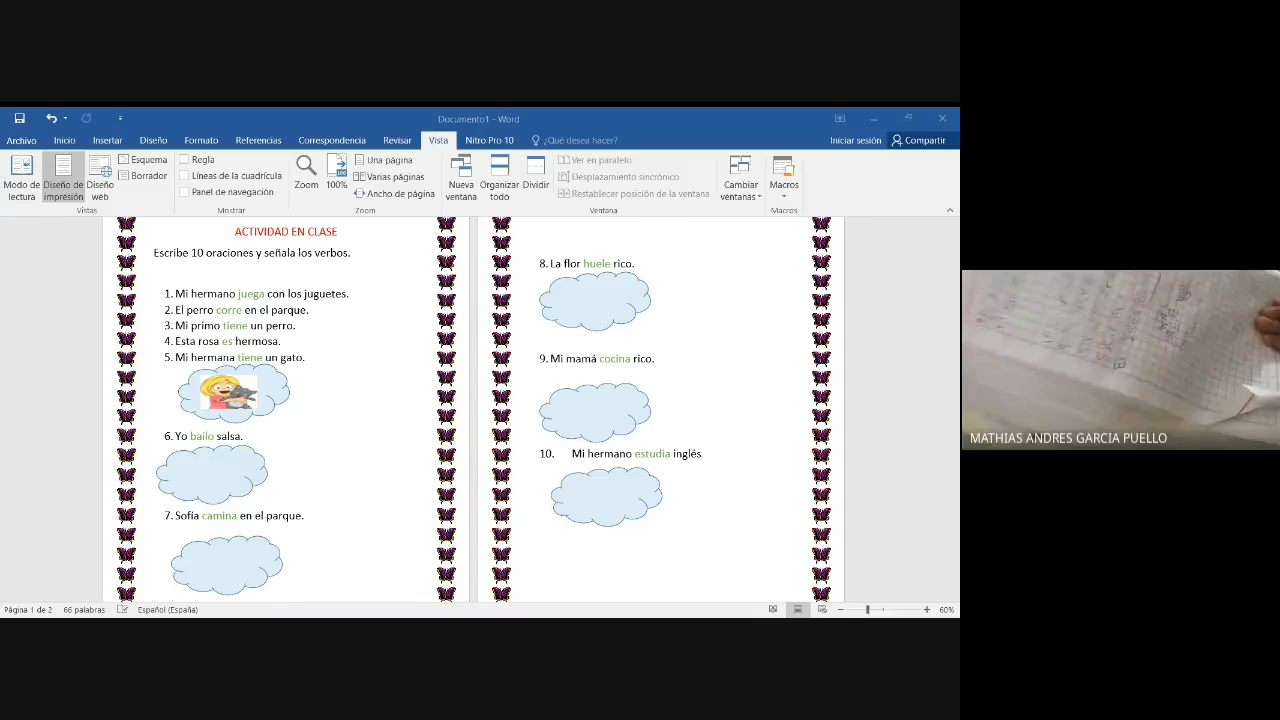 Documento1 - Word
Archivo Inicio Insertar Diseño Formato Referencias Correspondencia Revisar Vista Nitro Pro 10 ¿Qué desea hacer? Iniciar sesión Compartir
Modo de lectura
Diseño de impresión
Diseño web
Esquema
Borrador
Vistas
Regla
Líneas de la cuadrícula
Panel de navegación
Mostrar
Zoom
100%
Una página
Varias páginas
Ancho de página
Zoom
Nueva ventana
Organizar todo
Dividir
Ver en paralelo
Desplazamiento sincrónico
Restablecer posición de la ventana
Ventana
Cambiar ventanas
Macros
Macros
ACTIVIDAD EN CLASE
Escribe 10 oraciones y señala los verbos.
1. Mi hermano juega con los juguetes.
2. El perro corre en el parque.
3. Mi primo tiene un perro.
4. Esta rosa es hermosa.
5. Mi hermana tiene un gato.
6. Yo bailo salsa.
7. Sofía camina en el parque.
8. La flor huele rico.
9. Mi mamá cocina rico.
10. Mi hermano estudia inglés
MATHIAS ANDRES GARCIA PUELLO
Página 1 de 2 66 palabras Español (España) 60%